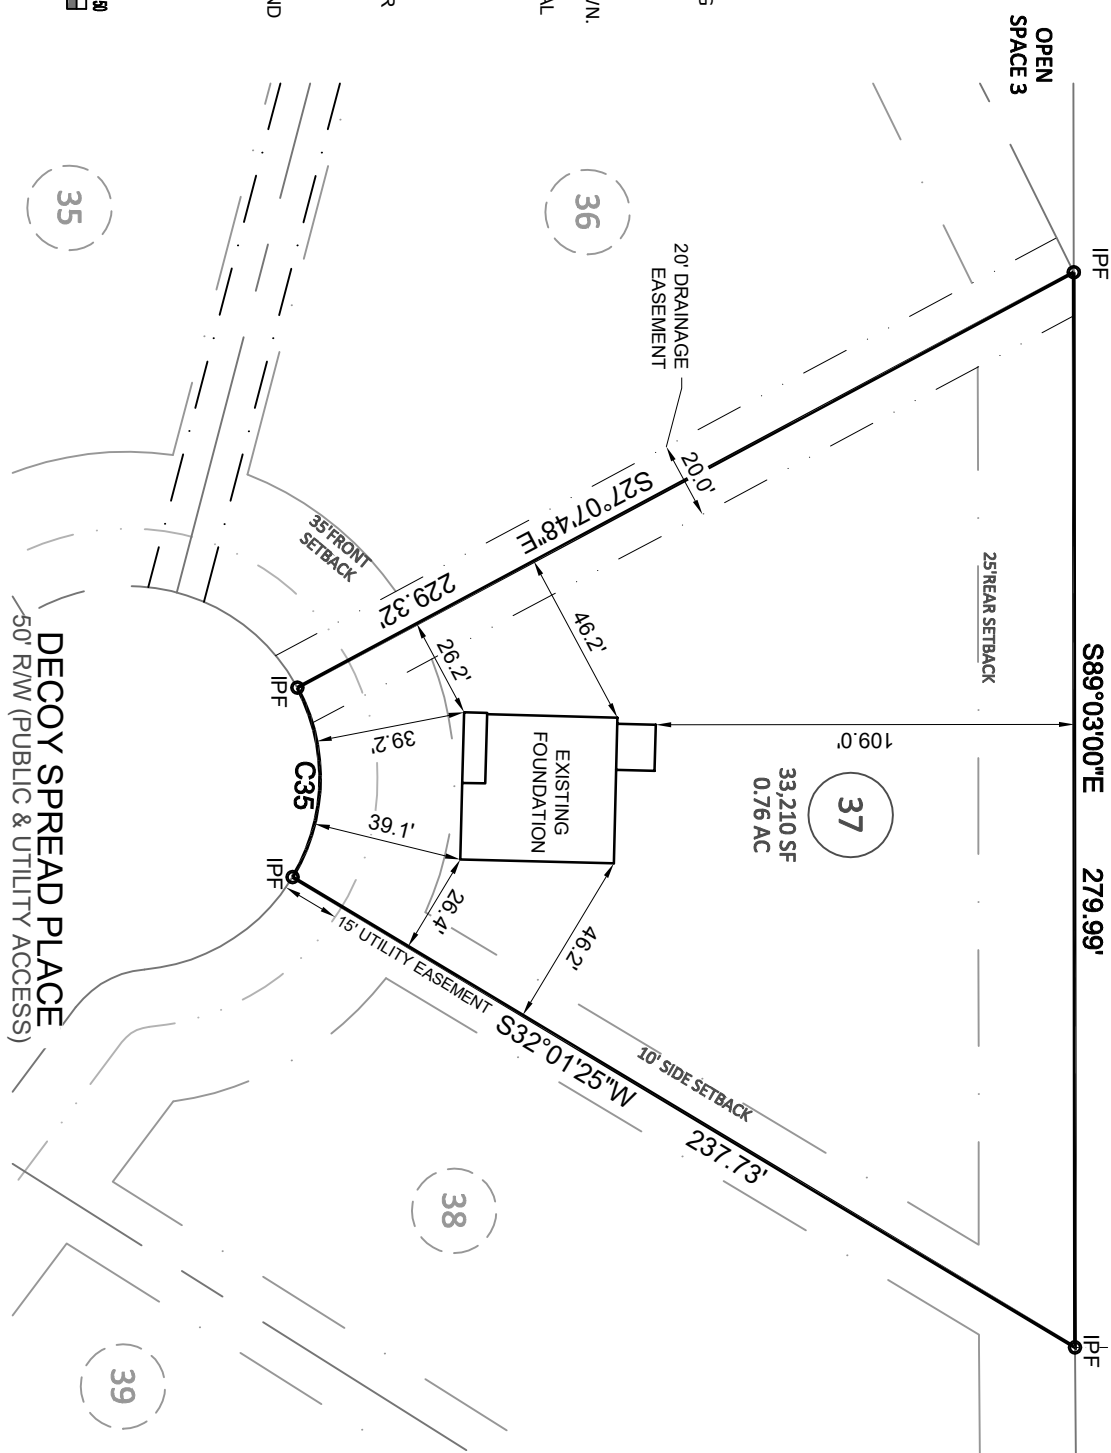 OPEN
SPACE 3
IPF
S89°03'00"E 279.99'
IPF
25'REAR SETBACK
36
35
20' DRAINAGE
EASEMENT
20.0'
S27°07'48"E
229.32'
109.0'
37
33,210 SF
0.76 AC
46.2'
26.2'
EXISTING
FOUNDATION
35'FRONT
SETBACK
39.2'
39.1'
26.4'
46.2'
IPF
C35
IPF
15' UTILITY EASEMENT
S32°01'25"W
237.73'
10' SIDE SETBACK
DECOY SPREAD PLACE
50' R/W (PUBLIC & UTILITY ACCESS)
38
39
G
VN.
AL
R
ND